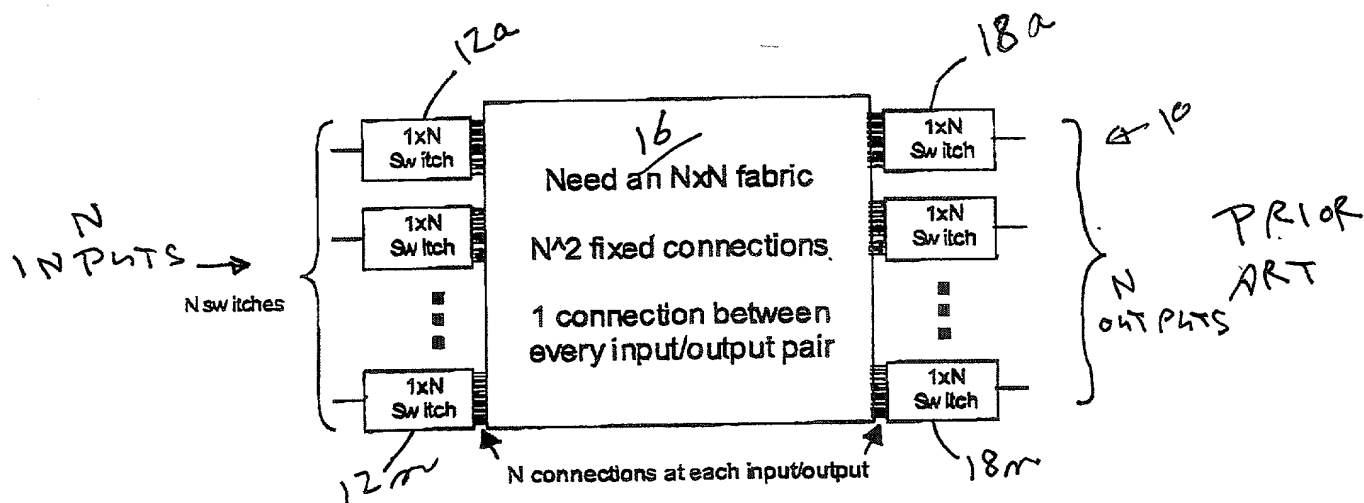 12a
18a
10
1xN
Switch
16
Need an NxN fabric
1xN
Switch
N
INPUTS
N switches
1xN
Switch
N^2 fixed connections
1xN
Switch
PRIOR
ART
N
OUTPUTS
1 connection between
every input/output pair
1xN
Switch
1xN
Switch
12n
N connections at each input/output
18n